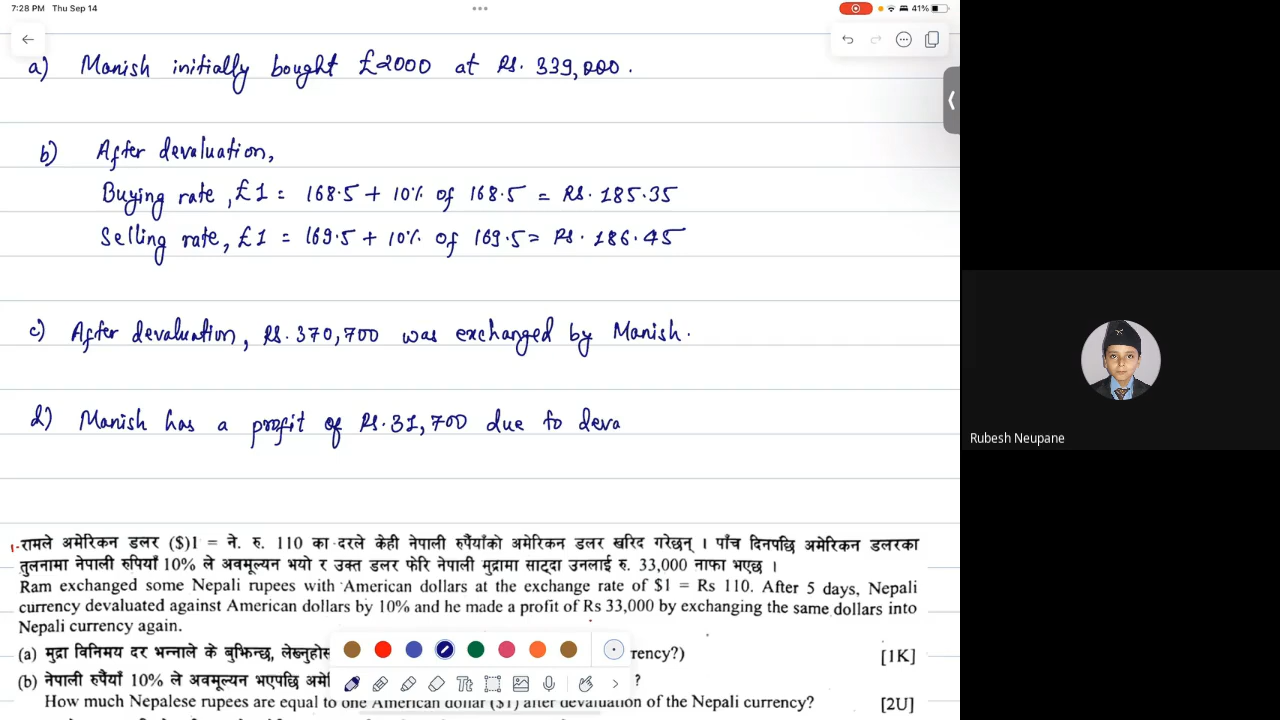 7:28 PM Thu Sep 14
41%
a) Manish initially bought £2000 at Rs. 339,000.
b) After devaluation,
Buying rate, £1 = 168.5 + 10% of 168.5 = Rs. 185.35
Selling rate, £1 = 169.5 + 10% of 169.5 = Rs. 186.45
c) After devaluation, Rs. 370,700 was exchanged by Manish.
d) Manish has a profit of Rs. 31,700 due to deva
Rubesh Neupane
1. रामले अमेरिकन डलर ($)1 = ने. रु. 110 का दरले केही नेपाली रुपैंयाँको अमेरिकन डलर खरिद गरेछन् । पाँच दिनपछि अमेरिकन डलरका
तुलनामा नेपाली रुपियाँ 10% ले अवमूल्यन भयो र उक्त डलर फेरि नेपाली मुद्रामा साट्दा उनलाई रु. 33,000 नाफा भएछ ।
Ram exchanged some Nepali rupees with American dollars at the exchange rate of $1 = Rs 110. After 5 days, Nepali
currency devaluated against American dollars by 10% and he made a profit of Rs 33,000 by exchanging the same dollars into
Nepali currency again.
(a) मुद्रा विनिमय दर भन्नाले के बुझिन्छ, लेख्नुहोस rency?) [1K]
(b) नेपाली रुपैंयाँ 10% ले अवमूल्यन भएपछि अमे ?
Tt
How much Nepalese rupees are equal to one American dollar ($1) after devaluation of the Nepali currency? [2U]